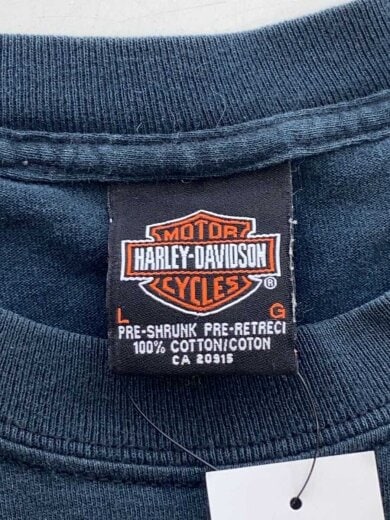 MOTOR
HARLEY-DAVIDSON
CYCLES ®
L G
PRE-SHRUNK PRE-RETRECI
100% COTTON/COTON
CA 20915